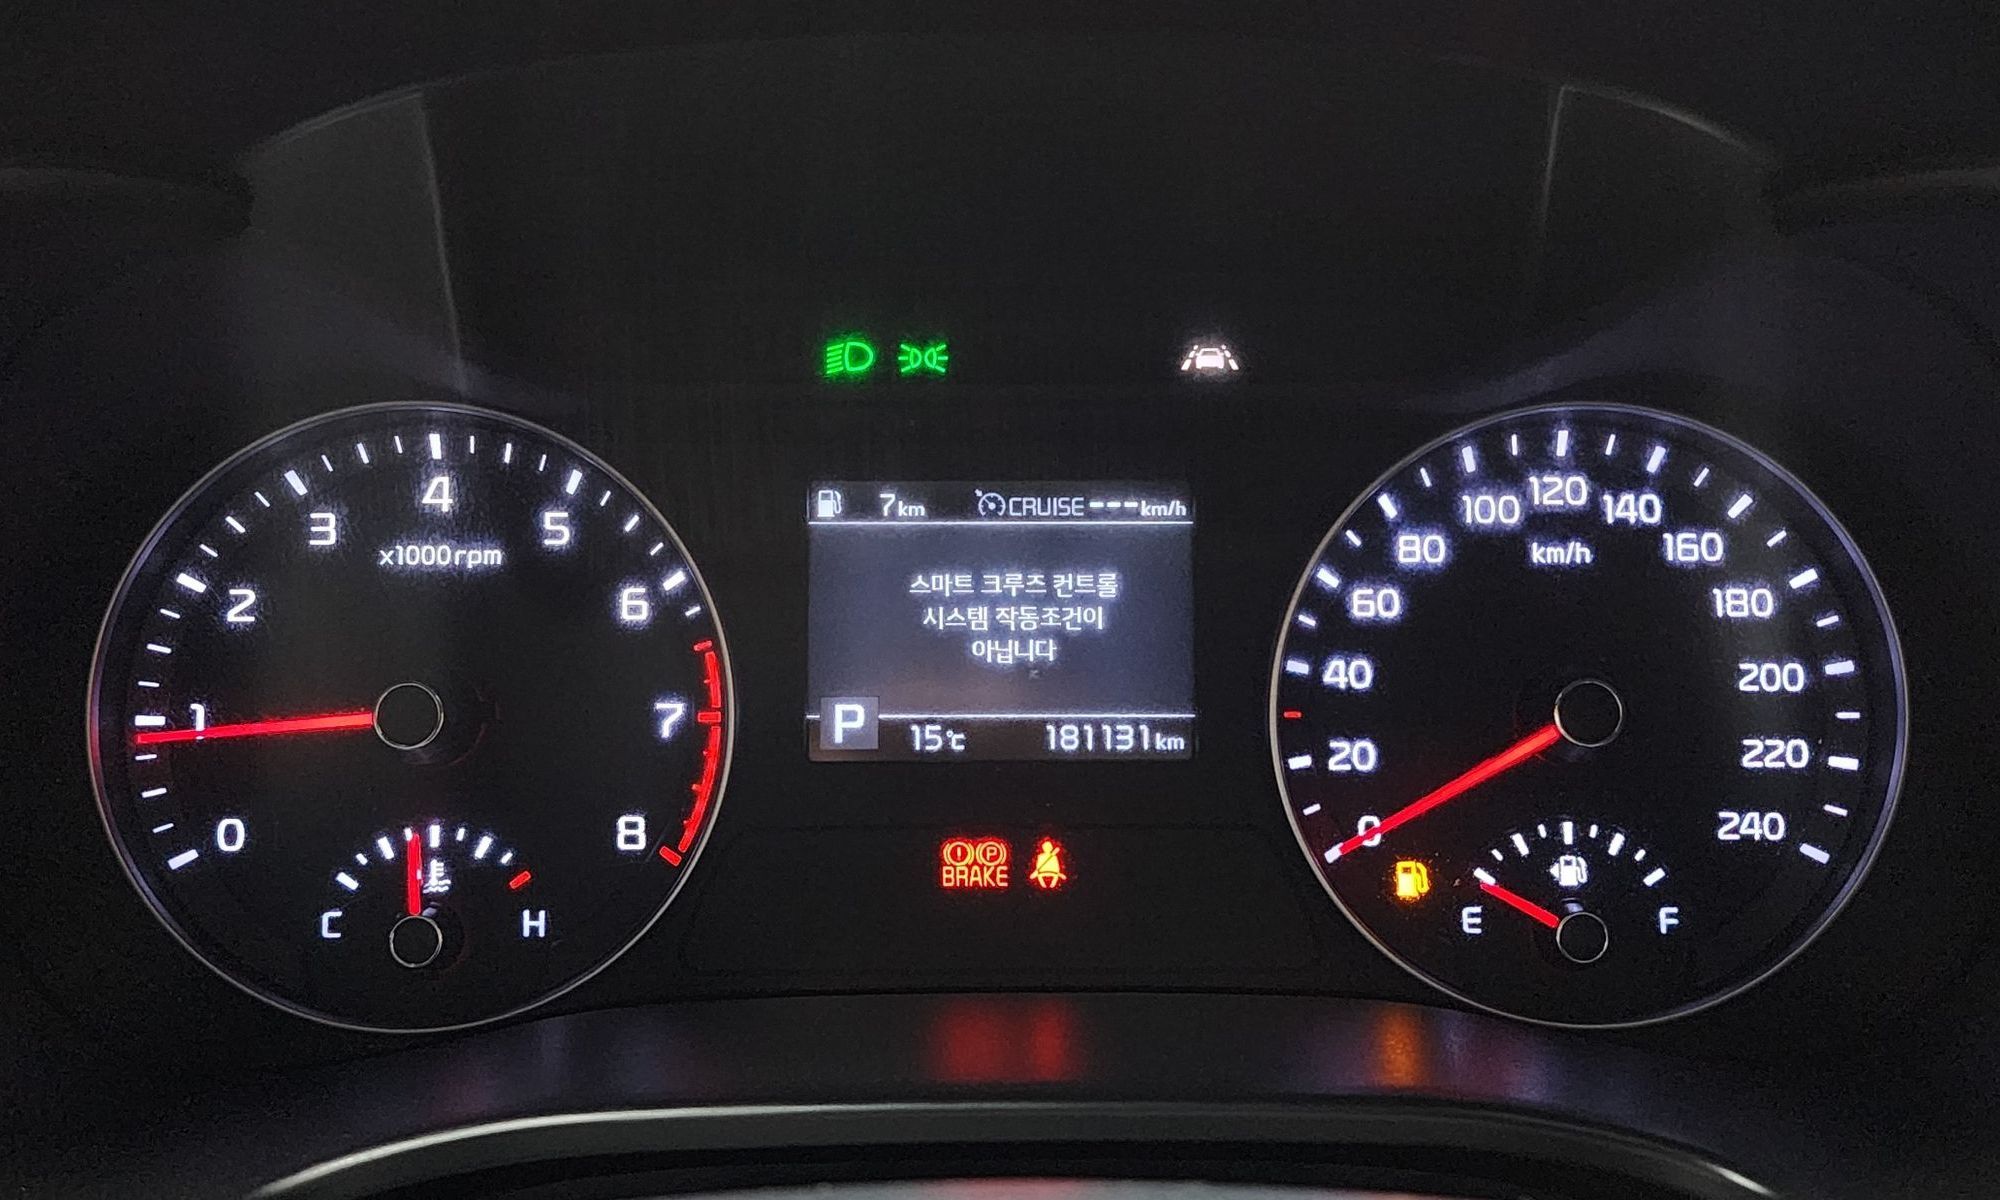 0 1 2 3 4 5 6 7 8
x1000rpm
C H
7km CRUISE---km/h
스마트 크루즈 컨트롤
시스템 작동조건이
아닙니다
P 15℃ 181131km
BRAKE
0 20 40 60 80 100 120 140 160 180 200 220 240
km/h
E F